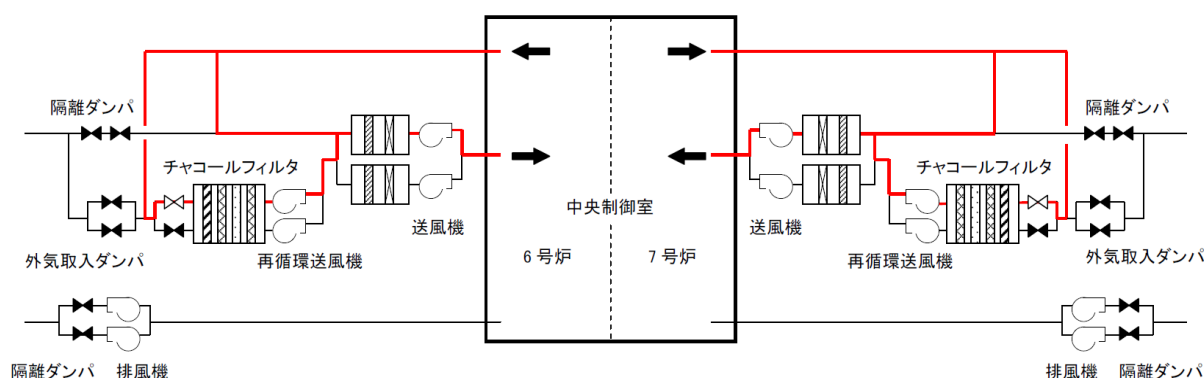 隔離ダンパ
隔離ダンパ
チャコールフィルタ
チャコールフィルタ
中央制御室
送風機
送風機
6号炉
7号炉
外気取入ダンパ
再循環送風機
再循環送風機
外気取入ダンパ
隔離ダンパ
排風機
排風機
隔離ダンパ